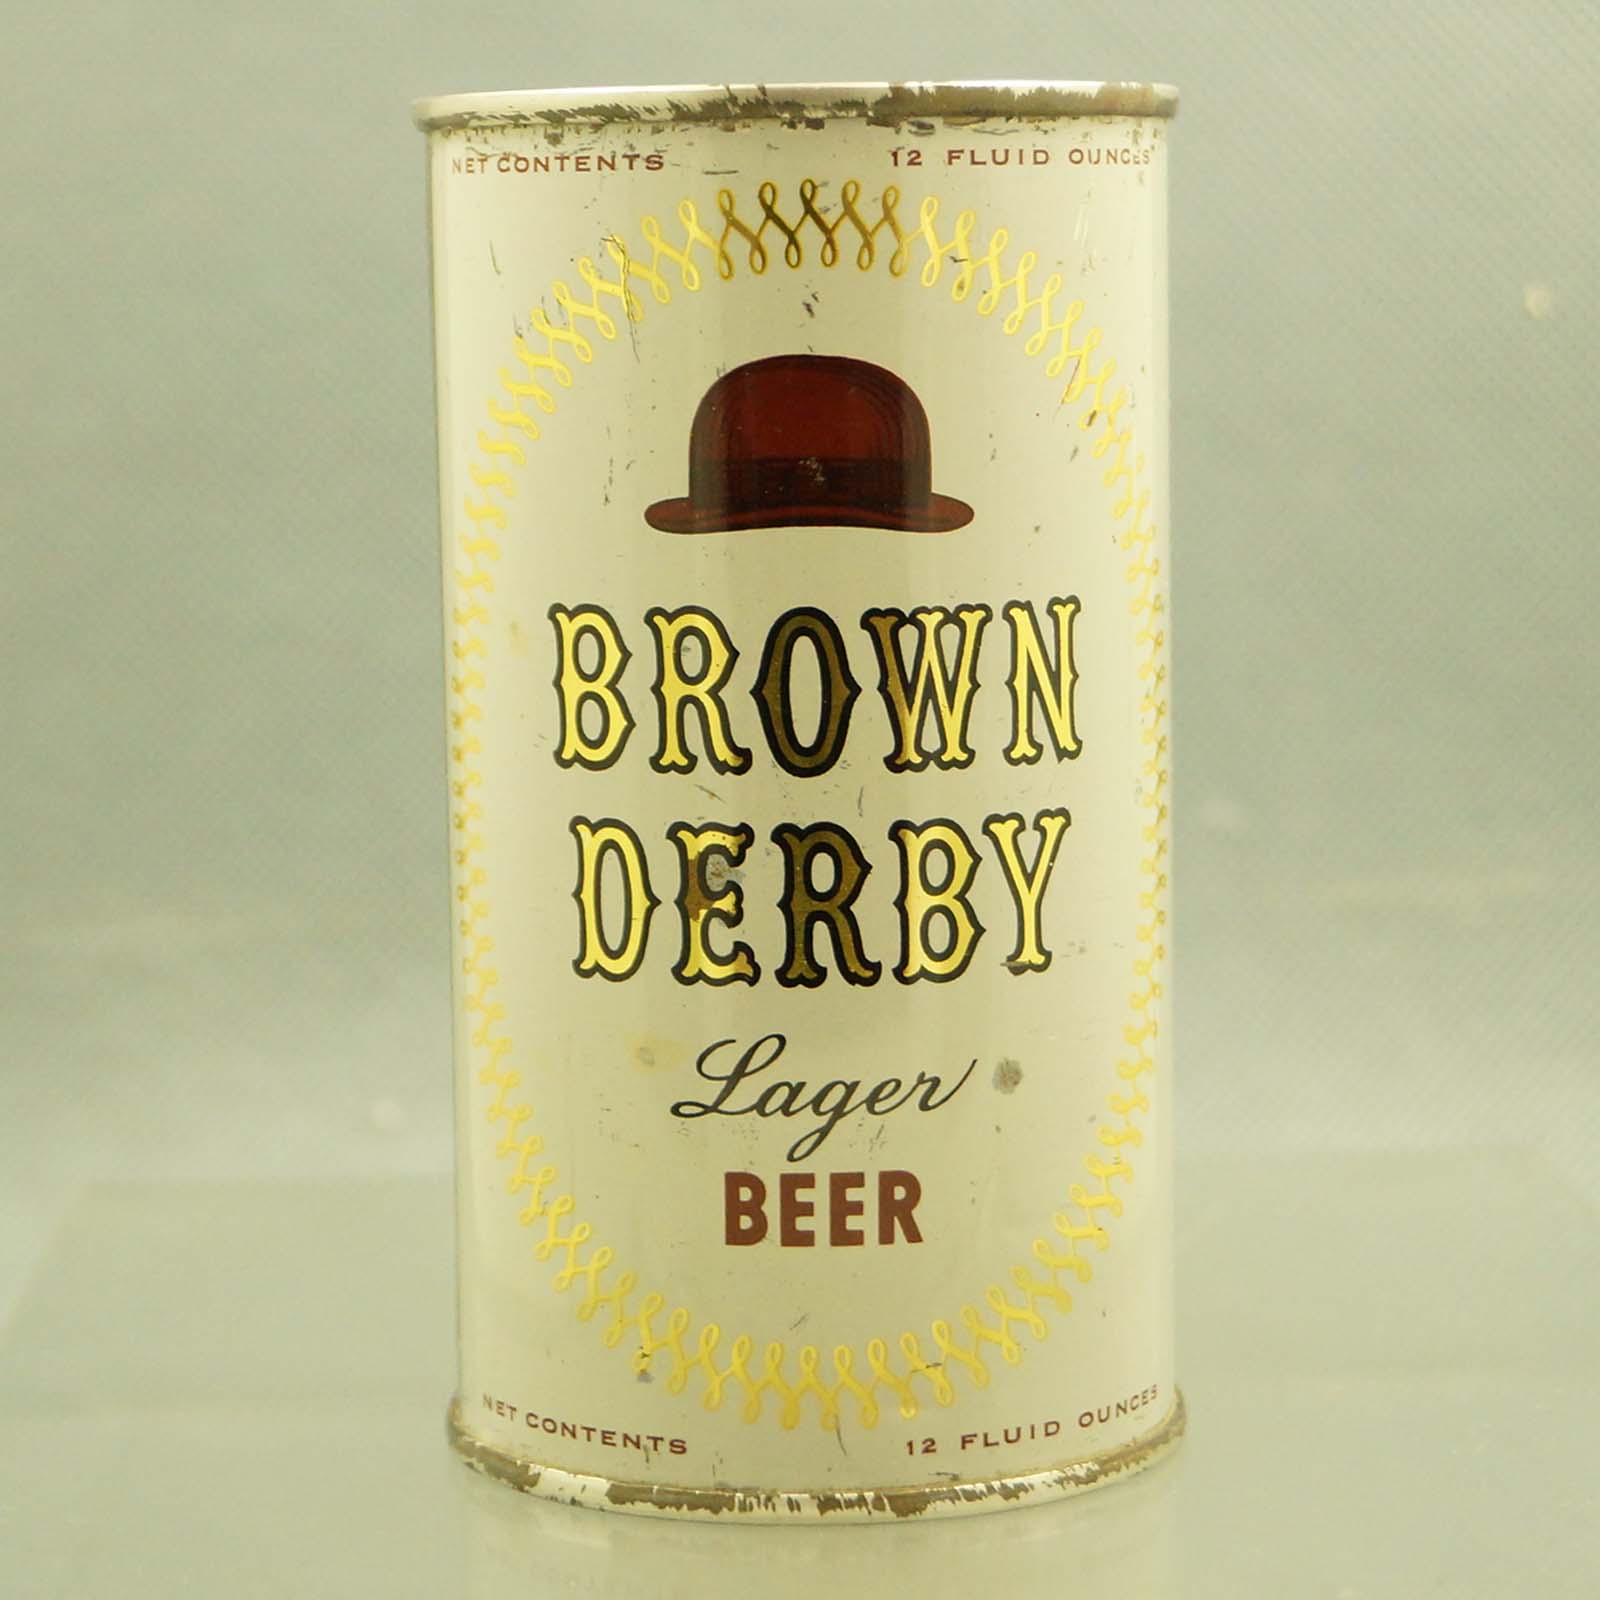 NET CONTENTS 12 FLUID OUNCES
BROWN
DERBY
Lager
BEER
NET CONTENTS 12 FLUID OUNCES